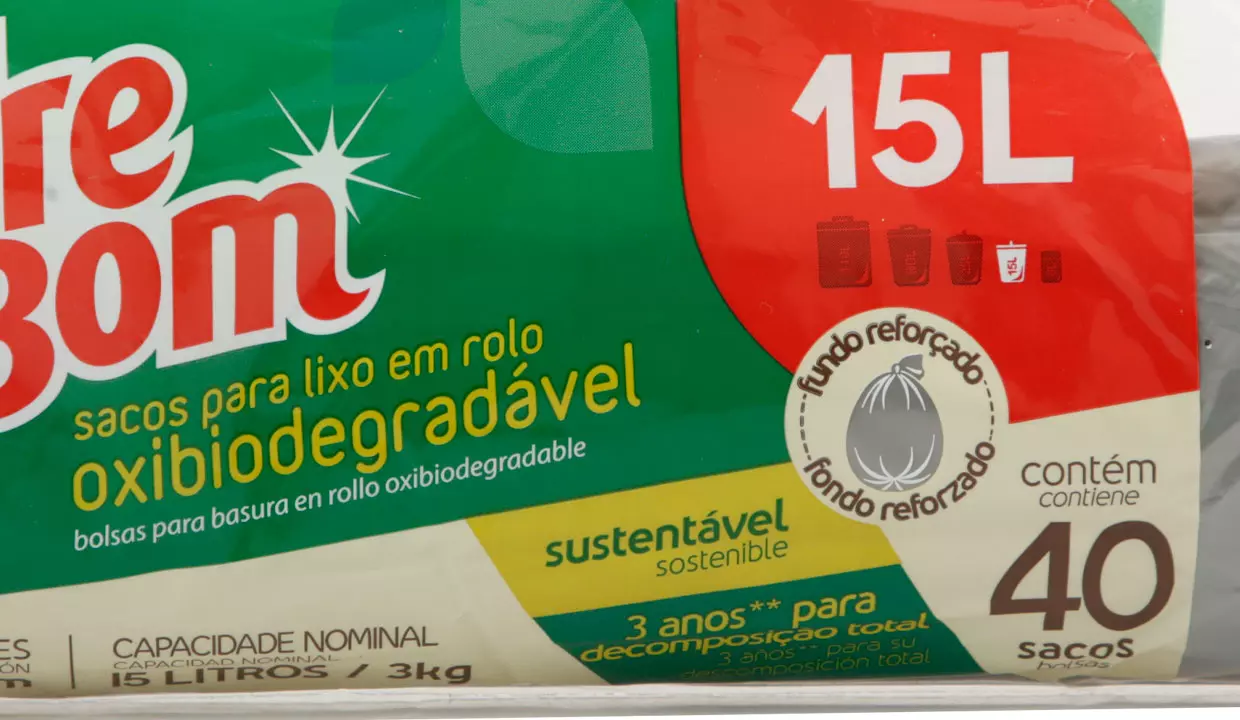 re
Bom
sacos para lixo em rolo
oxibiodegradável
bolsas para basura en rollo oxibiodegradable
15L
15L
fundo reforçado
fondo reforzado
contém
contiene
40
sacos
bolsas
sustentável
sostenible
3 anos** para
decomposição total
3 años** para su
descomposición total
CAPACIDADE NOMINAL
CAPACIDAD NOMINAL
15 LITROS / 3kg